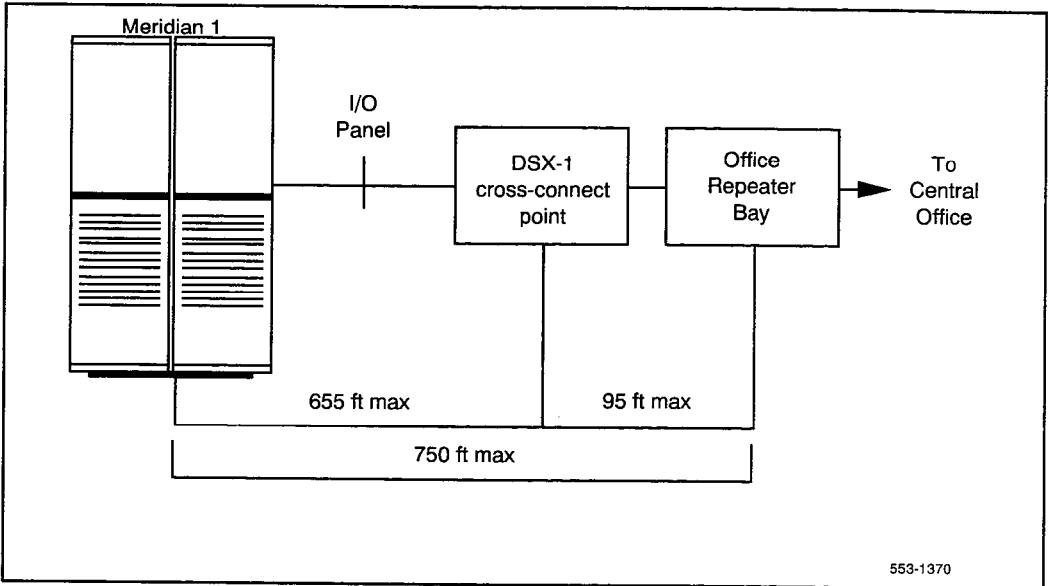 Meridian 1
I/O
Panel
DSX-1
cross-connect
point
Office
Repeater
Bay
To
Central
Office
655 ft max
95 ft max
750 ft max
553-1370